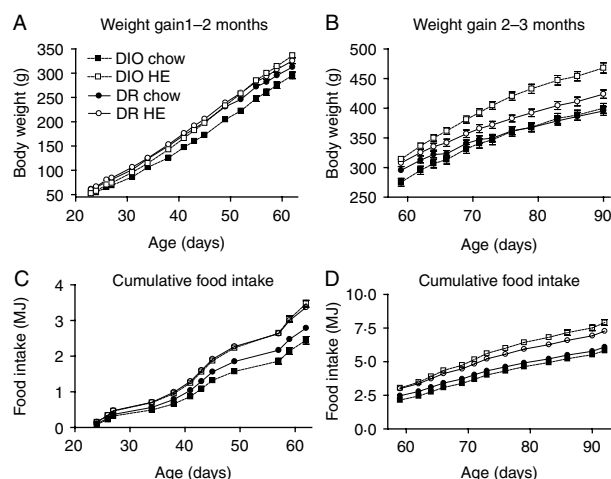 A
Weight gain1–2 months
DIO chow
DIO HE
DR chow
DR HE
Body weight (g)
350
300
250
200
150
100
50
20 30 40 50 60
Age (days)
B
Weight gain 2–3 months
Body weight (g)
500
450
400
350
300
250
60 70 80 90
Age (days)
C
Cumulative food intake
Food intake (MJ)
4
3
2
1
0
20 30 40 50 60
Age (days)
D
Cumulative food intake
Food intake (MJ)
10·0
7·5
5·0
2·5
0·0
60 70 80 90
Age (days)